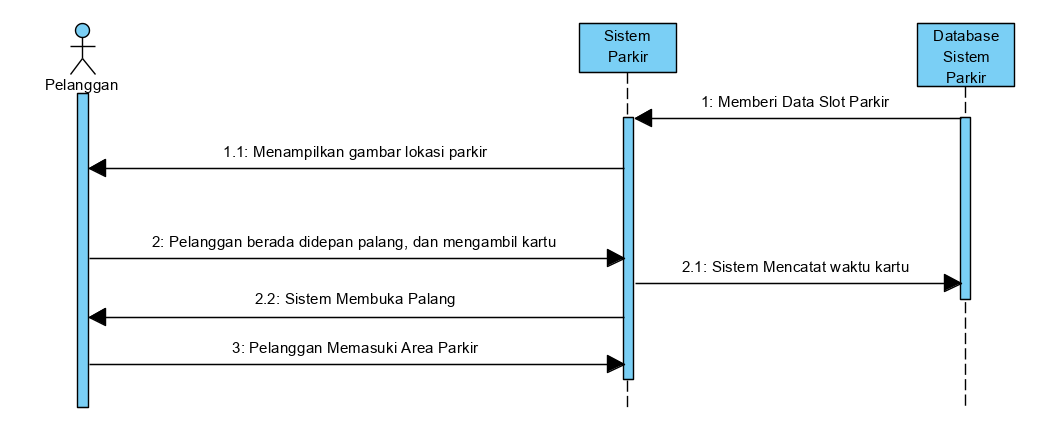 Pelanggan
Sistem
Parkir
Database
Sistem
Parkir
1: Memberi Data Slot Parkir
1.1: Menampilkan gambar lokasi parkir
2: Pelanggan berada didepan palang, dan mengambil kartu
2.1: Sistem Mencatat waktu kartu
2.2: Sistem Membuka Palang
3: Pelanggan Memasuki Area Parkir